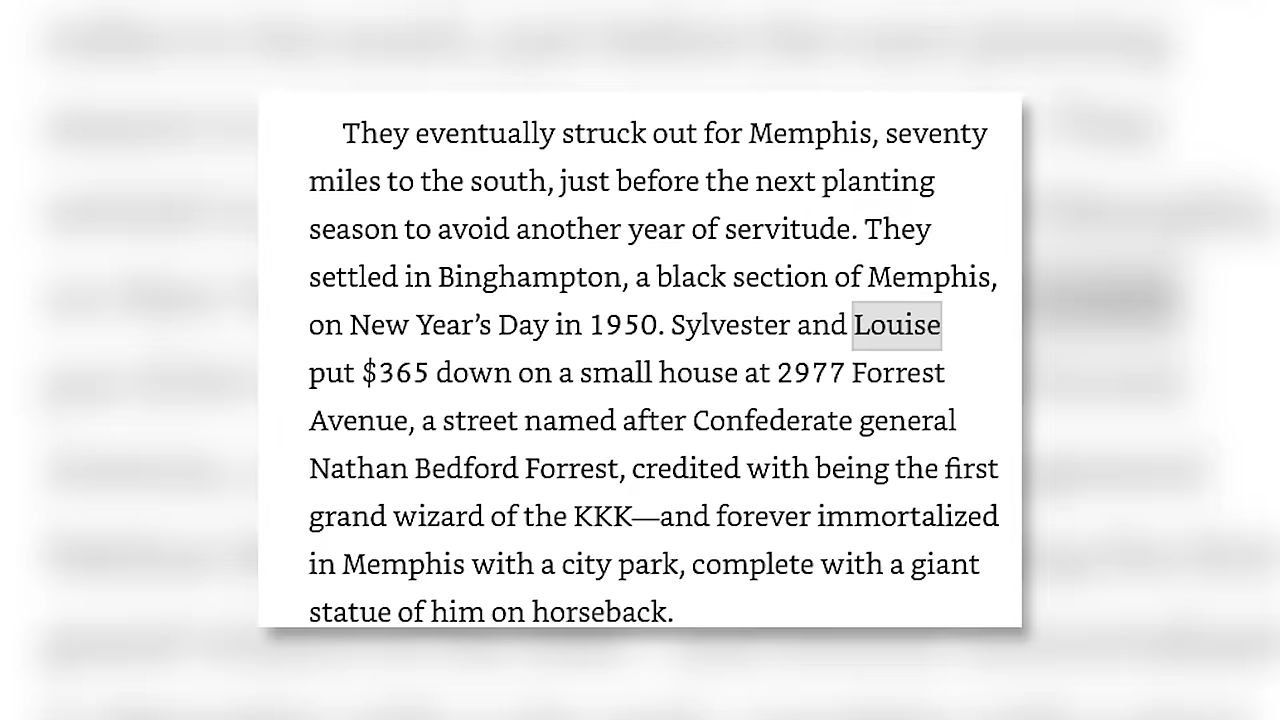 They eventually struck out for Memphis, seventy
miles to the south, just before the next planting
season to avoid another year of servitude. They
settled in Binghampton, a black section of Memphis,
on New Year’s Day in 1950. Sylvester and Louise
put $365 down on a small house at 2977 Forrest
Avenue, a street named after Confederate general
Nathan Bedford Forrest, credited with being the first
grand wizard of the KKK—and forever immortalized
in Memphis with a city park, complete with a giant
statue of him on horseback.